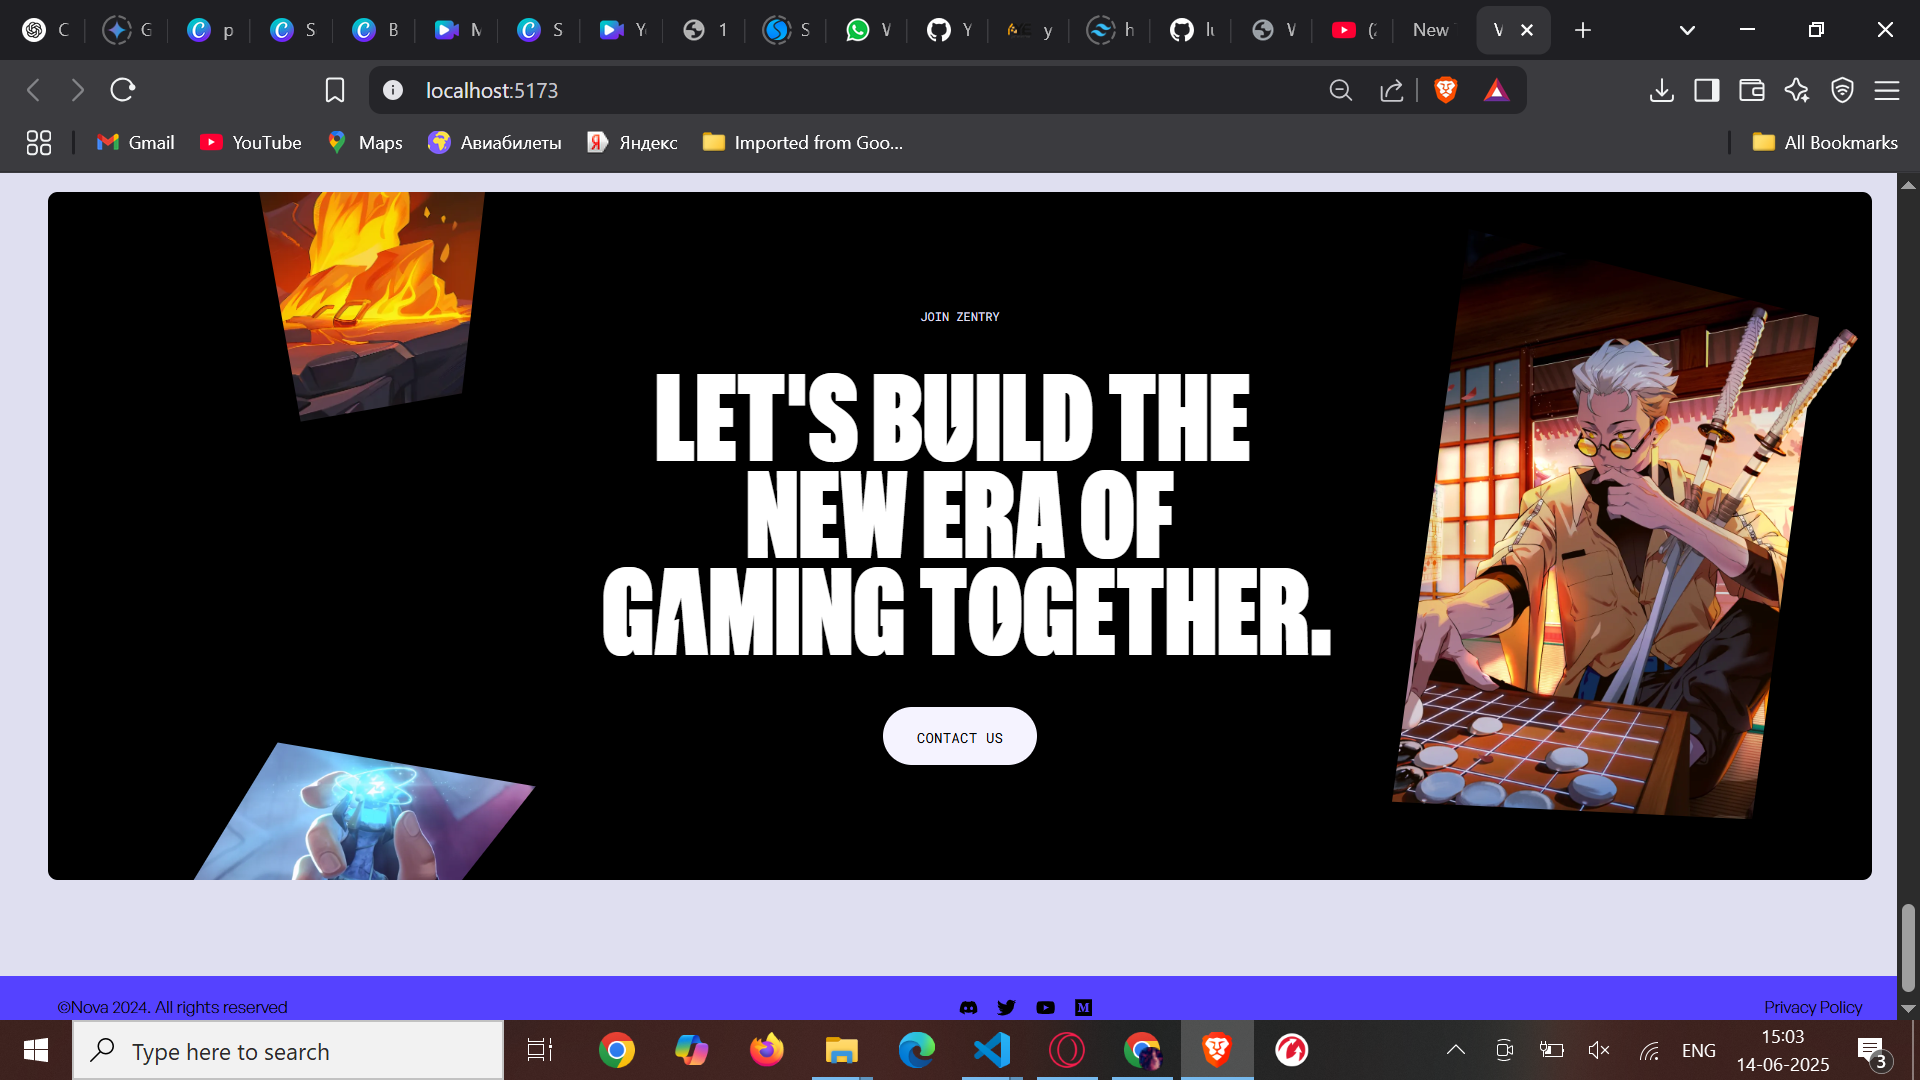 C
G
p
S
B
M
S
Y
1
S
W
Y
y
h
lu
W
(2
New
V
localhost:5173
Gmail
YouTube
Maps
Авиабилеты
Яндекс
Imported from Goo...
All Bookmarks
JOIN ZENTRY
LET'S BUILD THE
NEW ERA OF
GAMING TOGETHER.
CONTACT US
©Nova 2024. All rights reserved
M
Privacy Policy
Type here to search
ENG
15:03
14-06-2025
3